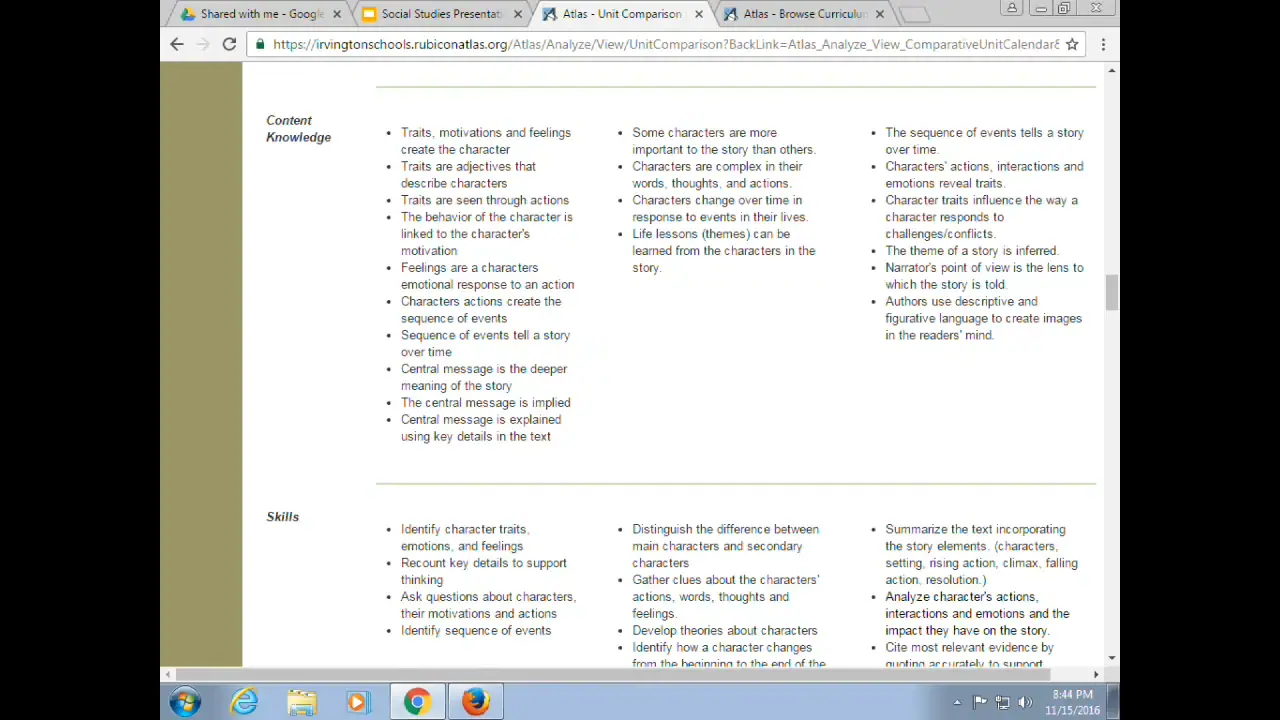 Shared with me - Google
Social Studies Presentati
Atlas - Unit Comparison
Atlas - Browse Curriculum
https://irvingtonschools.rubiconatlas.org/Atlas/Analyze/View/UnitComparison?BackLink=Atlas_Analyze_View_ComparativeUnitCalendar&
Content
Knowledge
Traits, motivations and feelings
create the character
Traits are adjectives that
describe characters
Traits are seen through actions
The behavior of the character is
linked to the character's
motivation
Feelings are a characters
emotional response to an action
Characters actions create the
sequence of events
Sequence of events tell a story
over time
Central message is the deeper
meaning of the story
The central message is implied
Central message is explained
using key details in the text
Some characters are more
important to the story than others.
Characters are complex in their
words, thoughts, and actions.
Characters change over time in
response to events in their lives.
Life lessons (themes) can be
learned from the characters in the
story.
The sequence of events tells a story
over time.
Characters' actions, interactions and
emotions reveal traits.
Character traits influence the way a
character responds to
challenges/conflicts.
The theme of a story is inferred.
Narrator's point of view is the lens to
which the story is told.
Authors use descriptive and
figurative language to create images
in the readers' mind.
Skills
Identify character traits,
emotions, and feelings
Recount key details to support
thinking
Ask questions about characters,
their motivations and actions
Identify sequence of events
Distinguish the difference between
main characters and secondary
characters
Gather clues about the characters'
actions, words, thoughts and
feelings.
Develop theories about characters
Identify how a character changes
from the beginning to the end of the
Summarize the text incorporating
the story elements. (characters,
setting, rising action, climax, falling
action, resolution.)
Analyze character's actions,
interactions and emotions and the
impact they have on the story.
Cite most relevant evidence by
quoting accurately to support
8:44 PM
11/15/2016